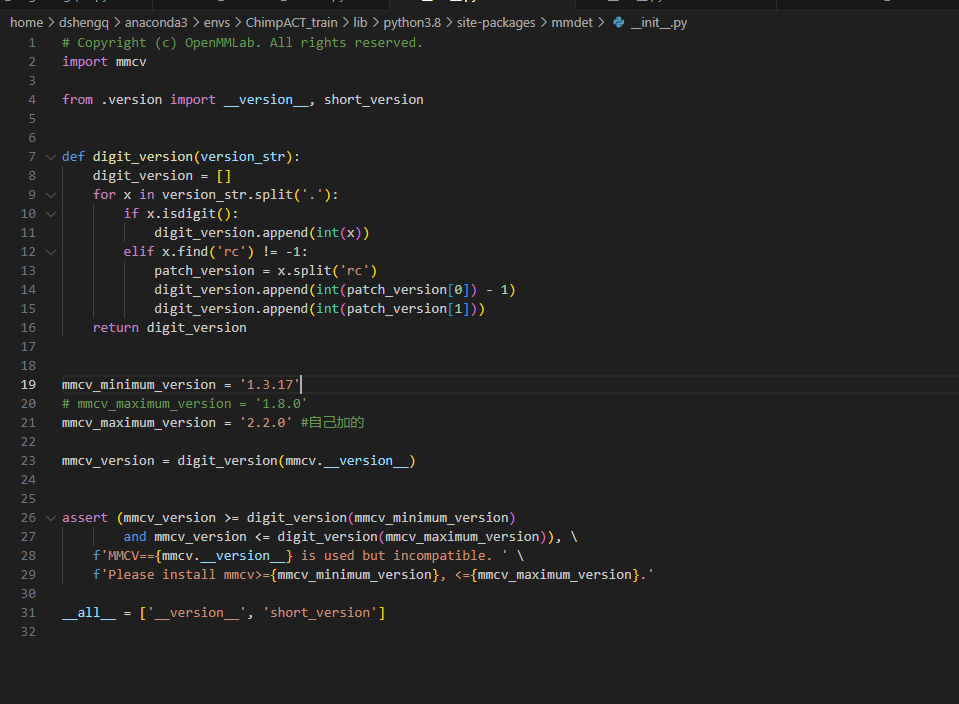 home > dshengq > anaconda3 > envs > ChimpACT_train > lib > python3.8 > site-packages > mmdet > __init__.py
1 # Copyright (c) OpenMMLab. All rights reserved.
2 import mmcv
3
4 from .version import __version__, short_version
5
6
7 def digit_version(version_str):
8     digit_version = []
9     for x in version_str.split('.'):
10         if x.isdigit():
11             digit_version.append(int(x))
12         elif x.find('rc') != -1:
13             patch_version = x.split('rc')
14             digit_version.append(int(patch_version[0]) - 1)
15             digit_version.append(int(patch_version[1]))
16     return digit_version
17
18
19 mmcv_minimum_version = '1.3.17'
20 # mmcv_maximum_version = '1.8.0'
21 mmcv_maximum_version = '2.2.0' #自己加的
22
23 mmcv_version = digit_version(mmcv.__version__)
24
25
26 assert (mmcv_version >= digit_version(mmcv_minimum_version)
27         and mmcv_version <= digit_version(mmcv_maximum_version)), \
28     f'MMCV=={mmcv.__version__} is used but incompatible. ' \
29     f'Please install mmcv>={mmcv_minimum_version}, <={mmcv_maximum_version}.'
30
31 __all__ = ['__version__', 'short_version']
32